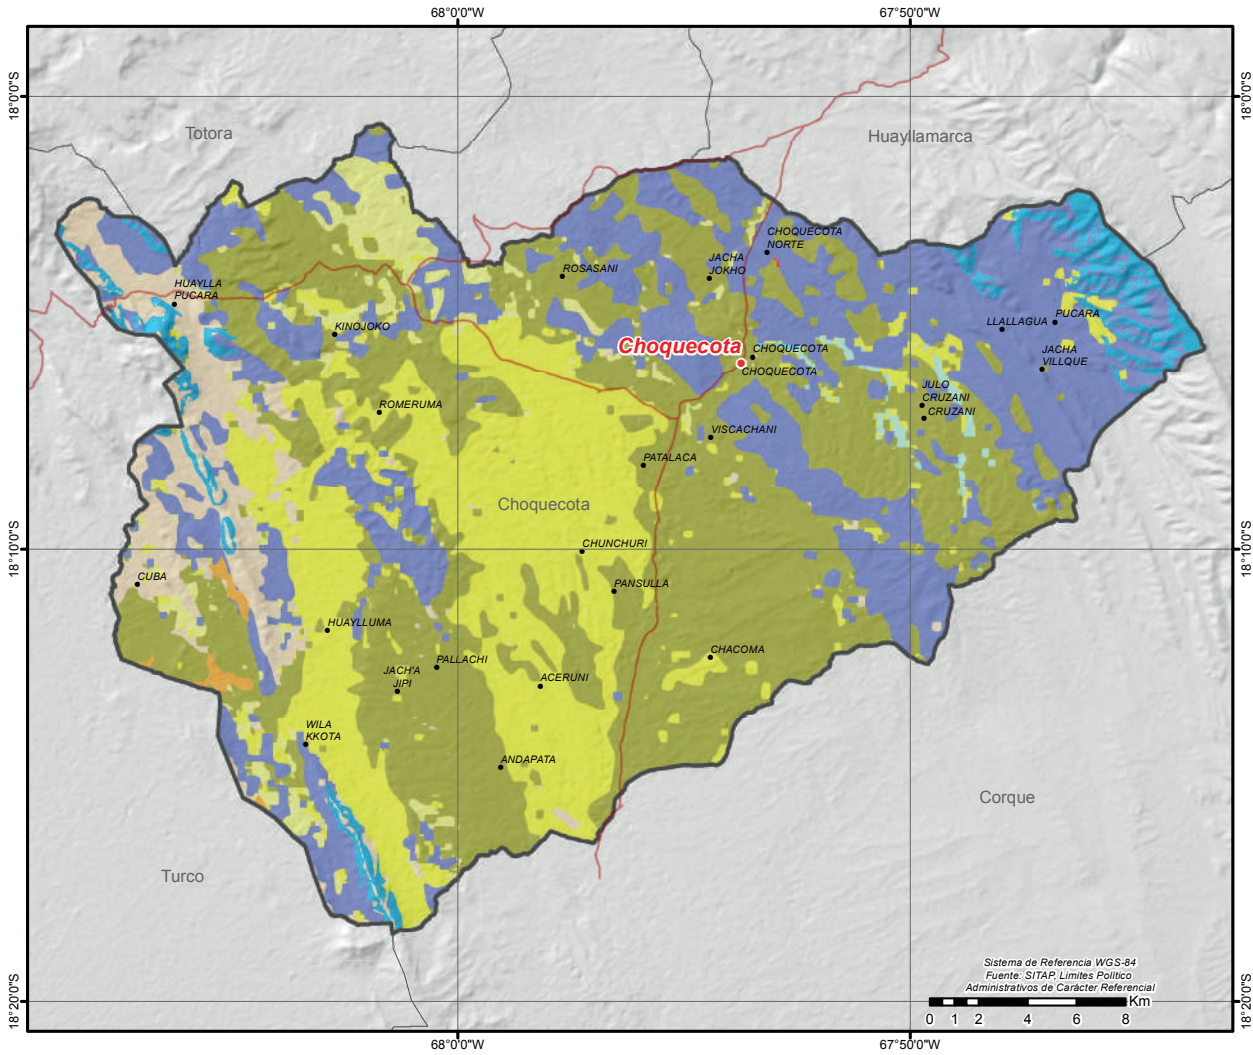 68°0'0"W
67°50'0"W
18°0'0"S
18°0'0"S
Totora
Huayllamarca
CHOQUECOTA
NORTE
JACHA
JOKHO
ROSASANI
HUAYLLA
PUCARA
KINOJOKO
LLALLAGUA
PUCARA
Choquecota
CHOQUECOTA
CHOQUECOTA
JACHA
VILLQUE
JULO
CRUZANI
CRUZANI
ROMERUMA
VISCACHANI
PATALACA
Choquecota
18°10'0"S
18°10'0"S
CHUNCHURI
CUBA
PANSULLA
HUAYLLUMA
PALLACHI
CHACOMA
JACH'A
JIPI
ACERUNI
WILA
KKOTA
ANDAPATA
Corque
Turco
Sistema de Referencia WGS-84
Fuente: SITAP, Limites Político
Administrativos de Carácter Referencial
Km
0 1 2 4 6 8
18°20'0"S
18°20'0"S
68°0'0"W
67°50'0"W